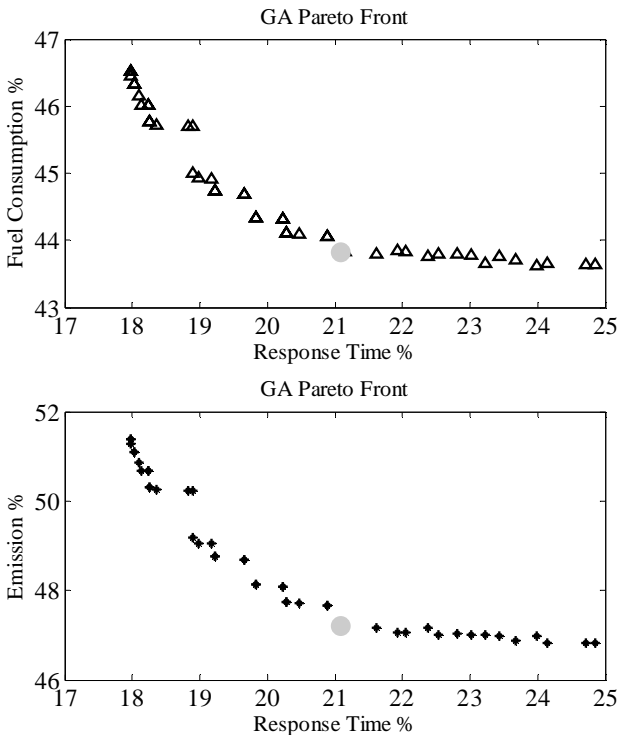 GA Pareto Front
47
46
45
44
43
Fuel Consumption %
17 18 19 20 21 22 23 24 25
Response Time %
GA Pareto Front
52
50
48
46
Emission %
17 18 19 20 21 22 23 24 25
Response Time %